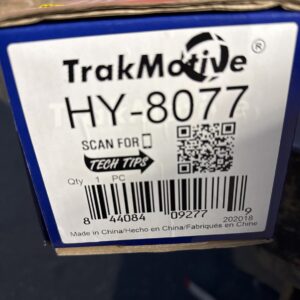 TrakMotive®
HY-8077
SCAN FOR
TECH TIPS
Qty 1 PC
8 44084 09277 9
202018
Made in China/Hecho en China/Fabriques en Chine